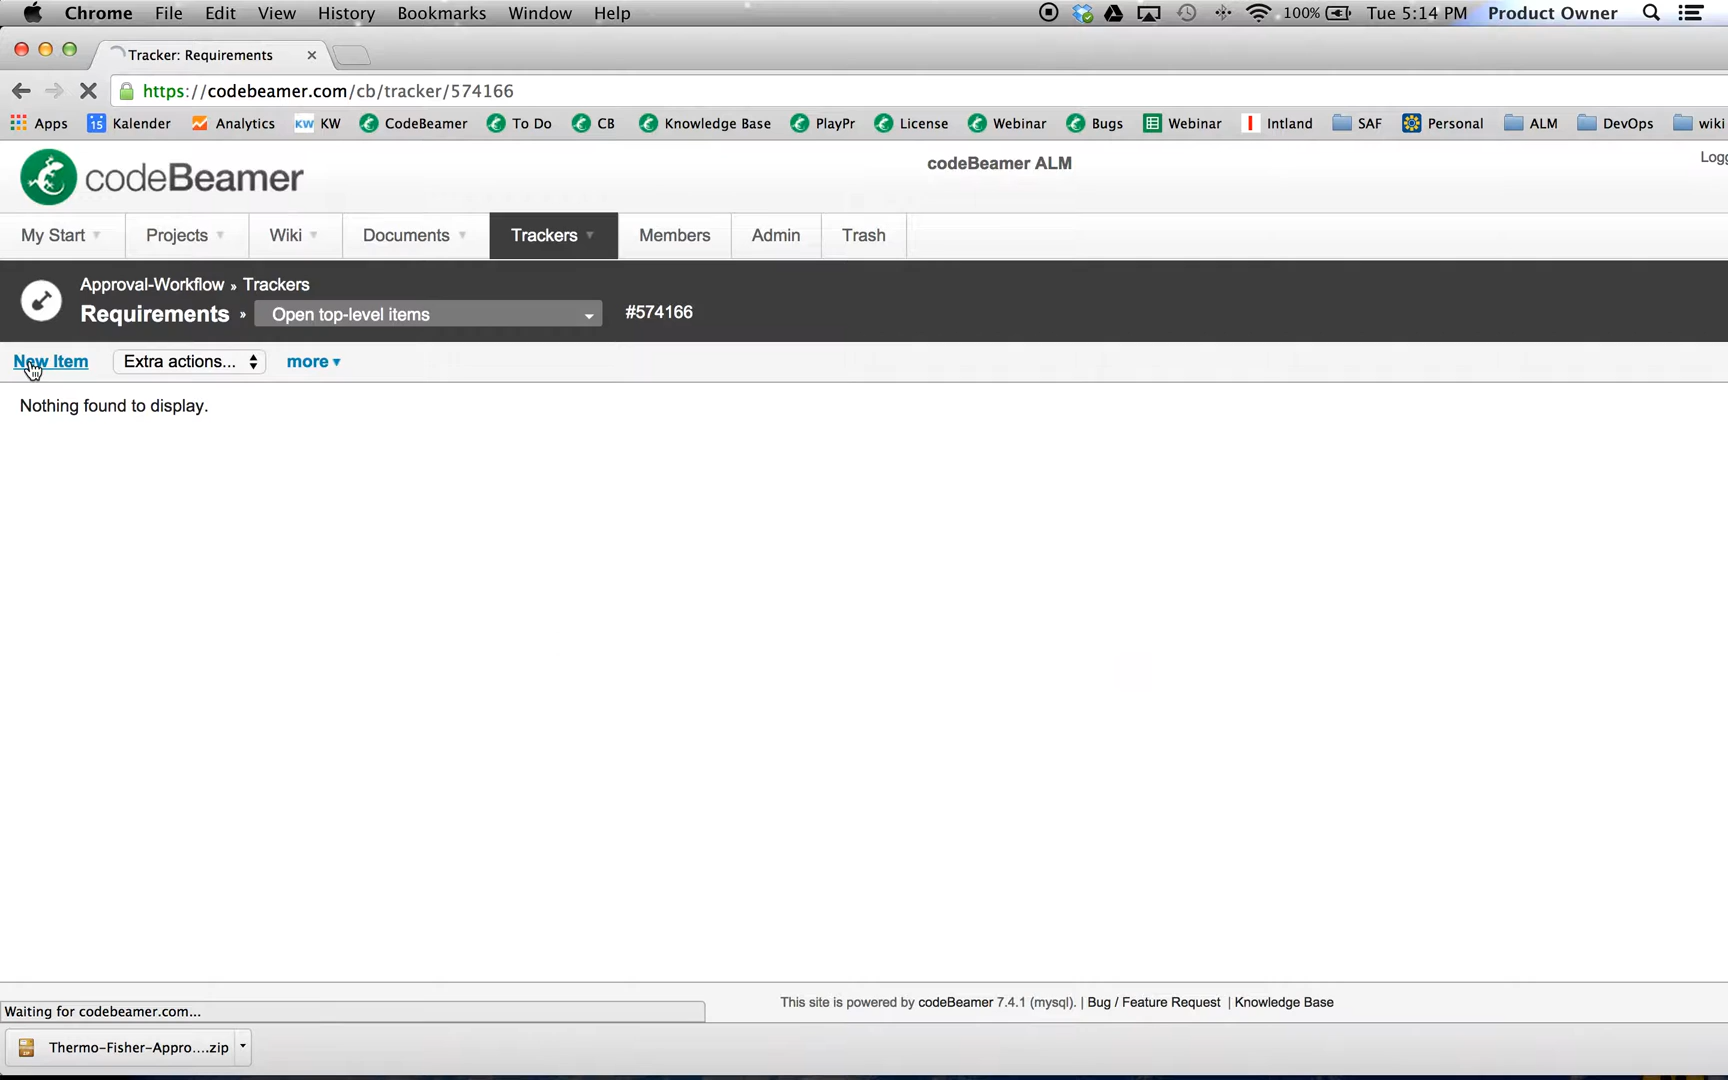 Chrome File Edit View History Bookmarks Window Help 100% Tue 5:14 PM Product Owner
Tracker: Requirements
https://codebeamer.com/cb/tracker/574166
Apps 15 Kalender Analytics KW KW CodeBeamer To Do CB Knowledge Base PlayPr License Webinar Bugs Webinar Intland SAF Personal ALM DevOps wiki
codeBeamer codeBeamer ALM Logg
My Start Projects Wiki Documents Trackers Members Admin Trash
Approval-Workflow » Trackers
Requirements » Open top-level items #574166
New Item Extra actions... more
Nothing found to display.
This site is powered by codeBeamer 7.4.1 (mysql). | Bug / Feature Request | Knowledge Base
Waiting for codebeamer.com...
Thermo-Fisher-Appro....zip